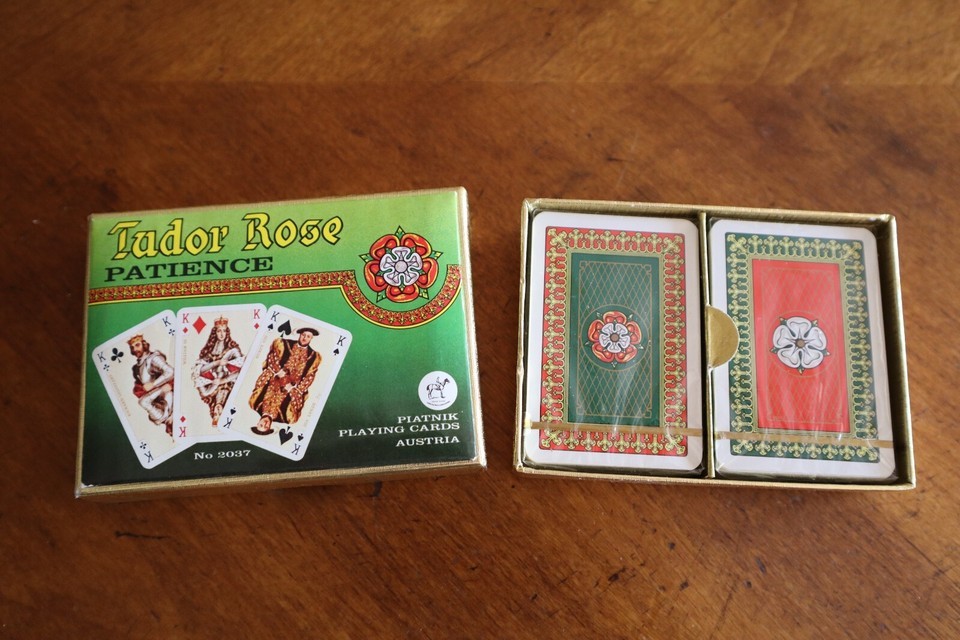 Tudor Rose
PATIENCE
K
K
K
K
K
K
K
K
K
No 2037
PIATNIK
PLAYING CARDS
AUSTRIA